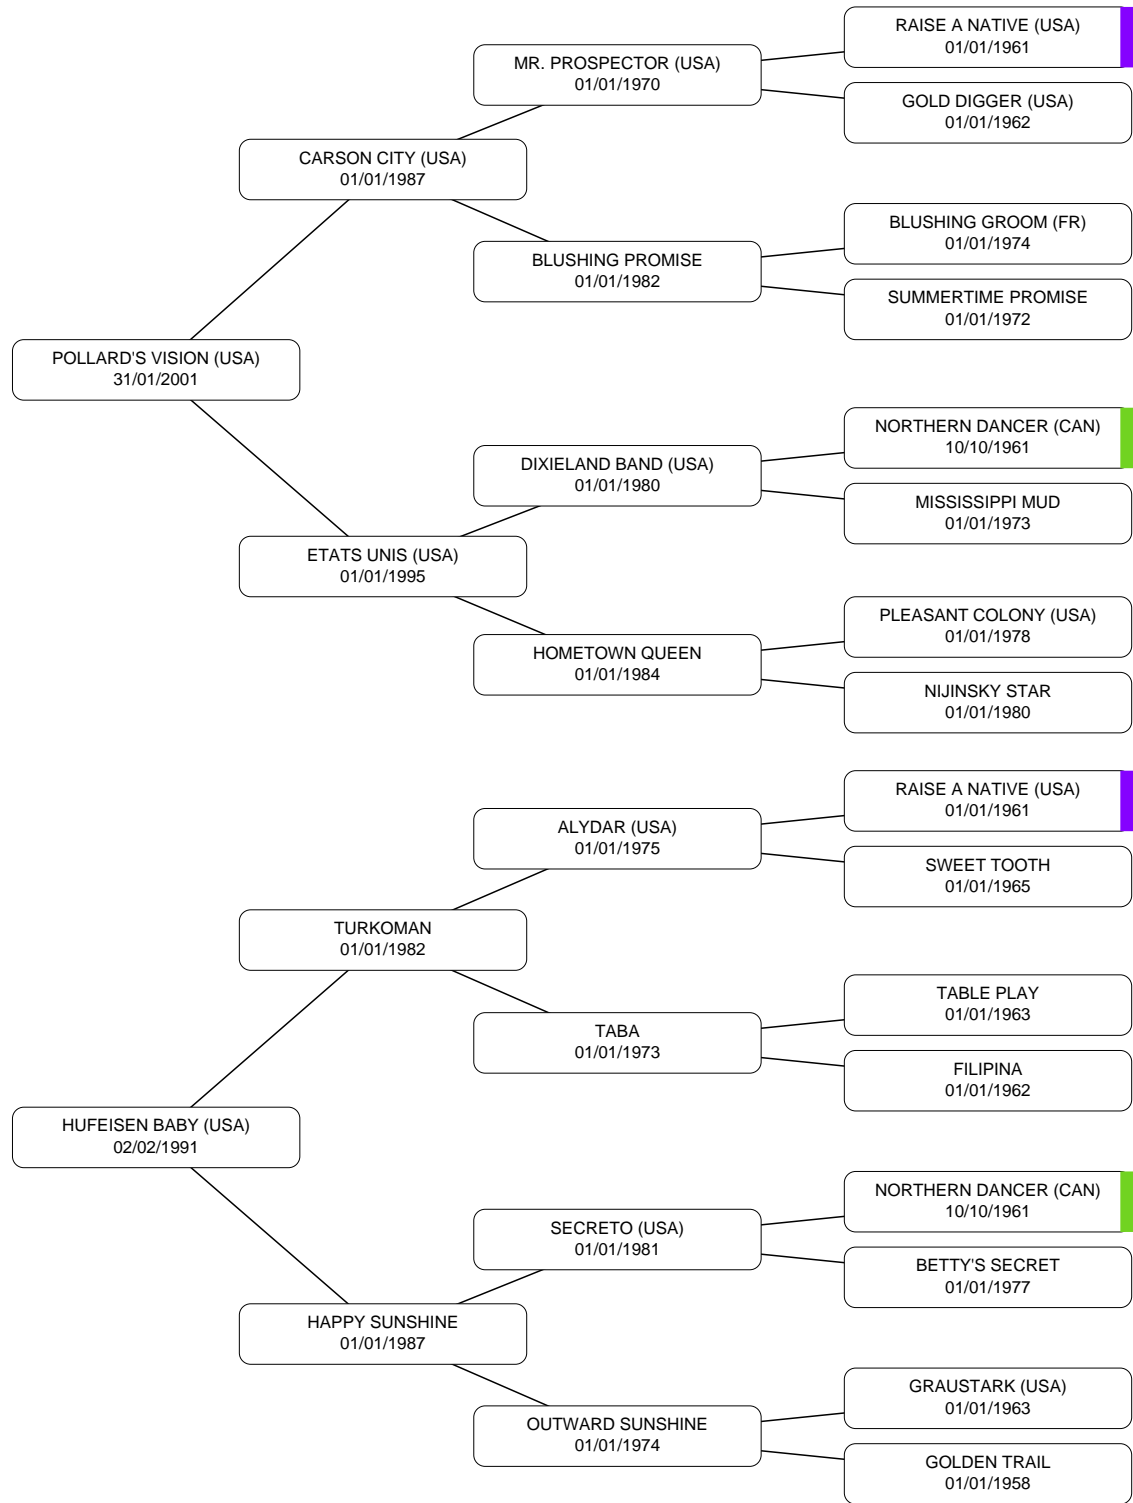 RAISE A NATIVE (USA)
01/01/1961
MR. PROSPECTOR (USA)
01/01/1970
GOLD DIGGER (USA)
01/01/1962
CARSON CITY (USA)
01/01/1987
BLUSHING GROOM (FR)
01/01/1974
BLUSHING PROMISE
01/01/1982
SUMMERTIME PROMISE
01/01/1972
POLLARD'S VISION (USA)
31/01/2001
NORTHERN DANCER (CAN)
10/10/1961
DIXIELAND BAND (USA)
01/01/1980
MISSISSIPPI MUD
01/01/1973
ETATS UNIS (USA)
01/01/1995
PLEASANT COLONY (USA)
01/01/1978
HOMETOWN QUEEN
01/01/1984
NIJINSKY STAR
01/01/1980
RAISE A NATIVE (USA)
01/01/1961
ALYDAR (USA)
01/01/1975
SWEET TOOTH
01/01/1965
TURKOMAN
01/01/1982
TABLE PLAY
01/01/1963
TABA
01/01/1973
FILIPINA
01/01/1962
HUFEISEN BABY (USA)
02/02/1991
NORTHERN DANCER (CAN)
10/10/1961
SECRETO (USA)
01/01/1981
BETTY'S SECRET
01/01/1977
HAPPY SUNSHINE
01/01/1987
GRAUSTARK (USA)
01/01/1963
OUTWARD SUNSHINE
01/01/1974
GOLDEN TRAIL
01/01/1958